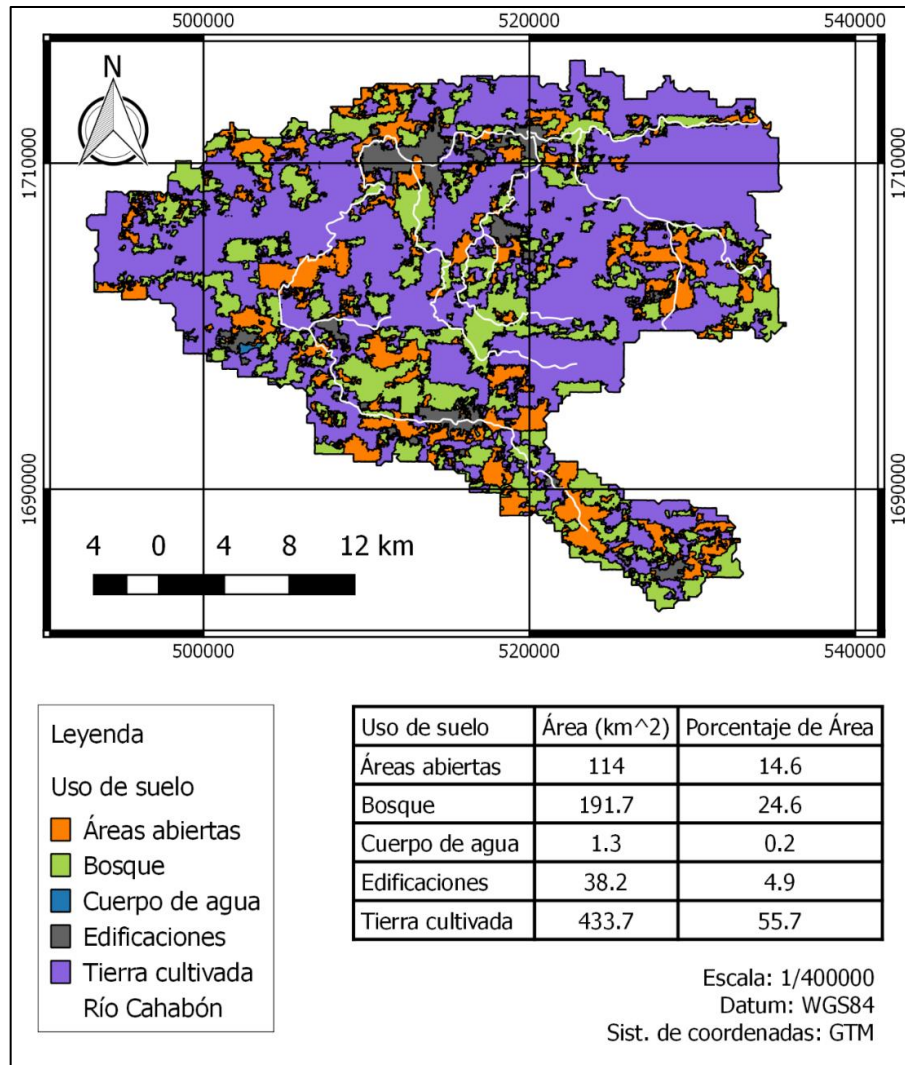 500000 520000 540000
N
1710000 1710000
1690000 1690000
4 0 4 8 12 km
500000 520000 540000
Leyenda
Uso de suelo
Áreas abiertas
Bosque
Cuerpo de agua
Edificaciones
Tierra cultivada
Río Cahabón
Uso de suelo Área (km^2) Porcentaje de Área
Áreas abiertas 114 14.6
Bosque 191.7 24.6
Cuerpo de agua 1.3 0.2
Edificaciones 38.2 4.9
Tierra cultivada 433.7 55.7
Escala: 1/400000
Datum: WGS84
Sist. de coordenadas: GTM